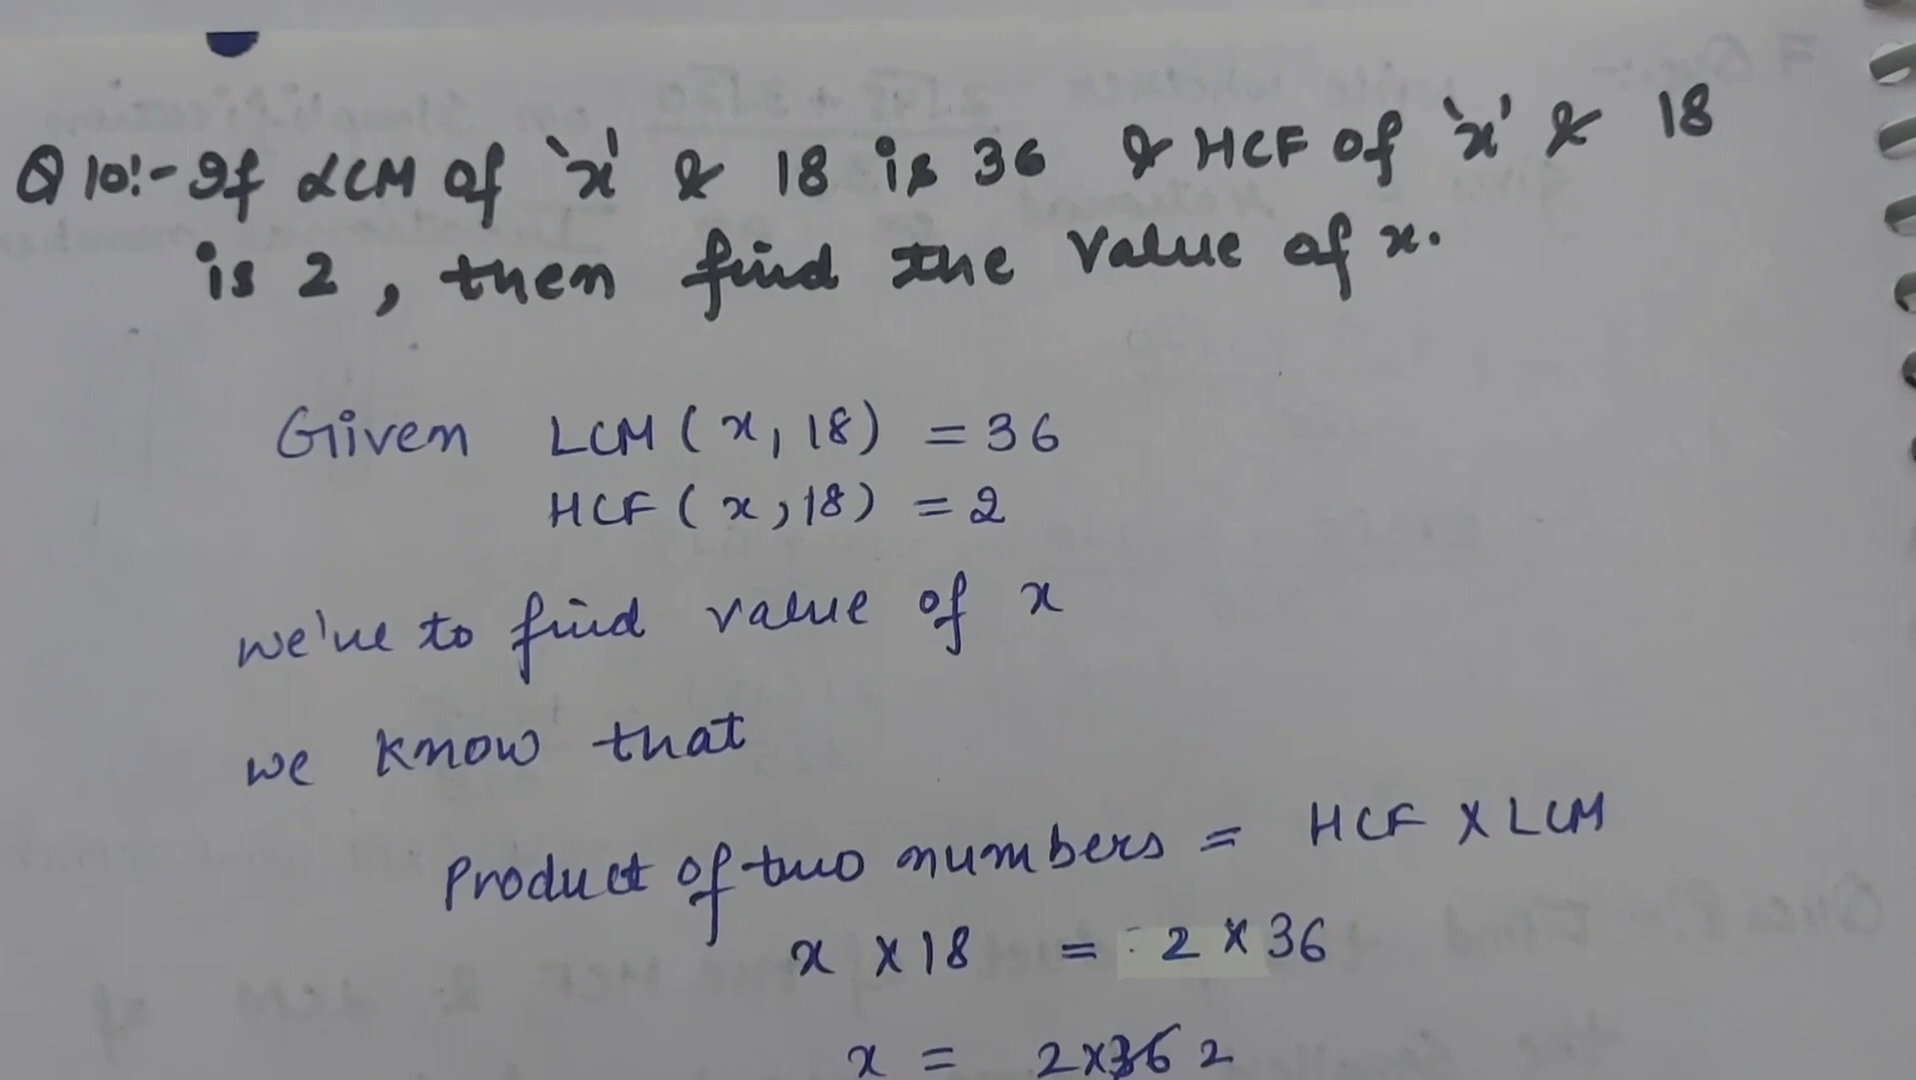 Q 10:- If LCM of 'x' & 18 is 36 & HCF of 'x' & 18
is 2, then find the value of x.
Given LCM (x, 18) = 36
HCF (x, 18) = 2
we've to find value of x
we know that
Product of two numbers = HCF X LCM
x X 18 = 2 X 36
x = 2X36 2